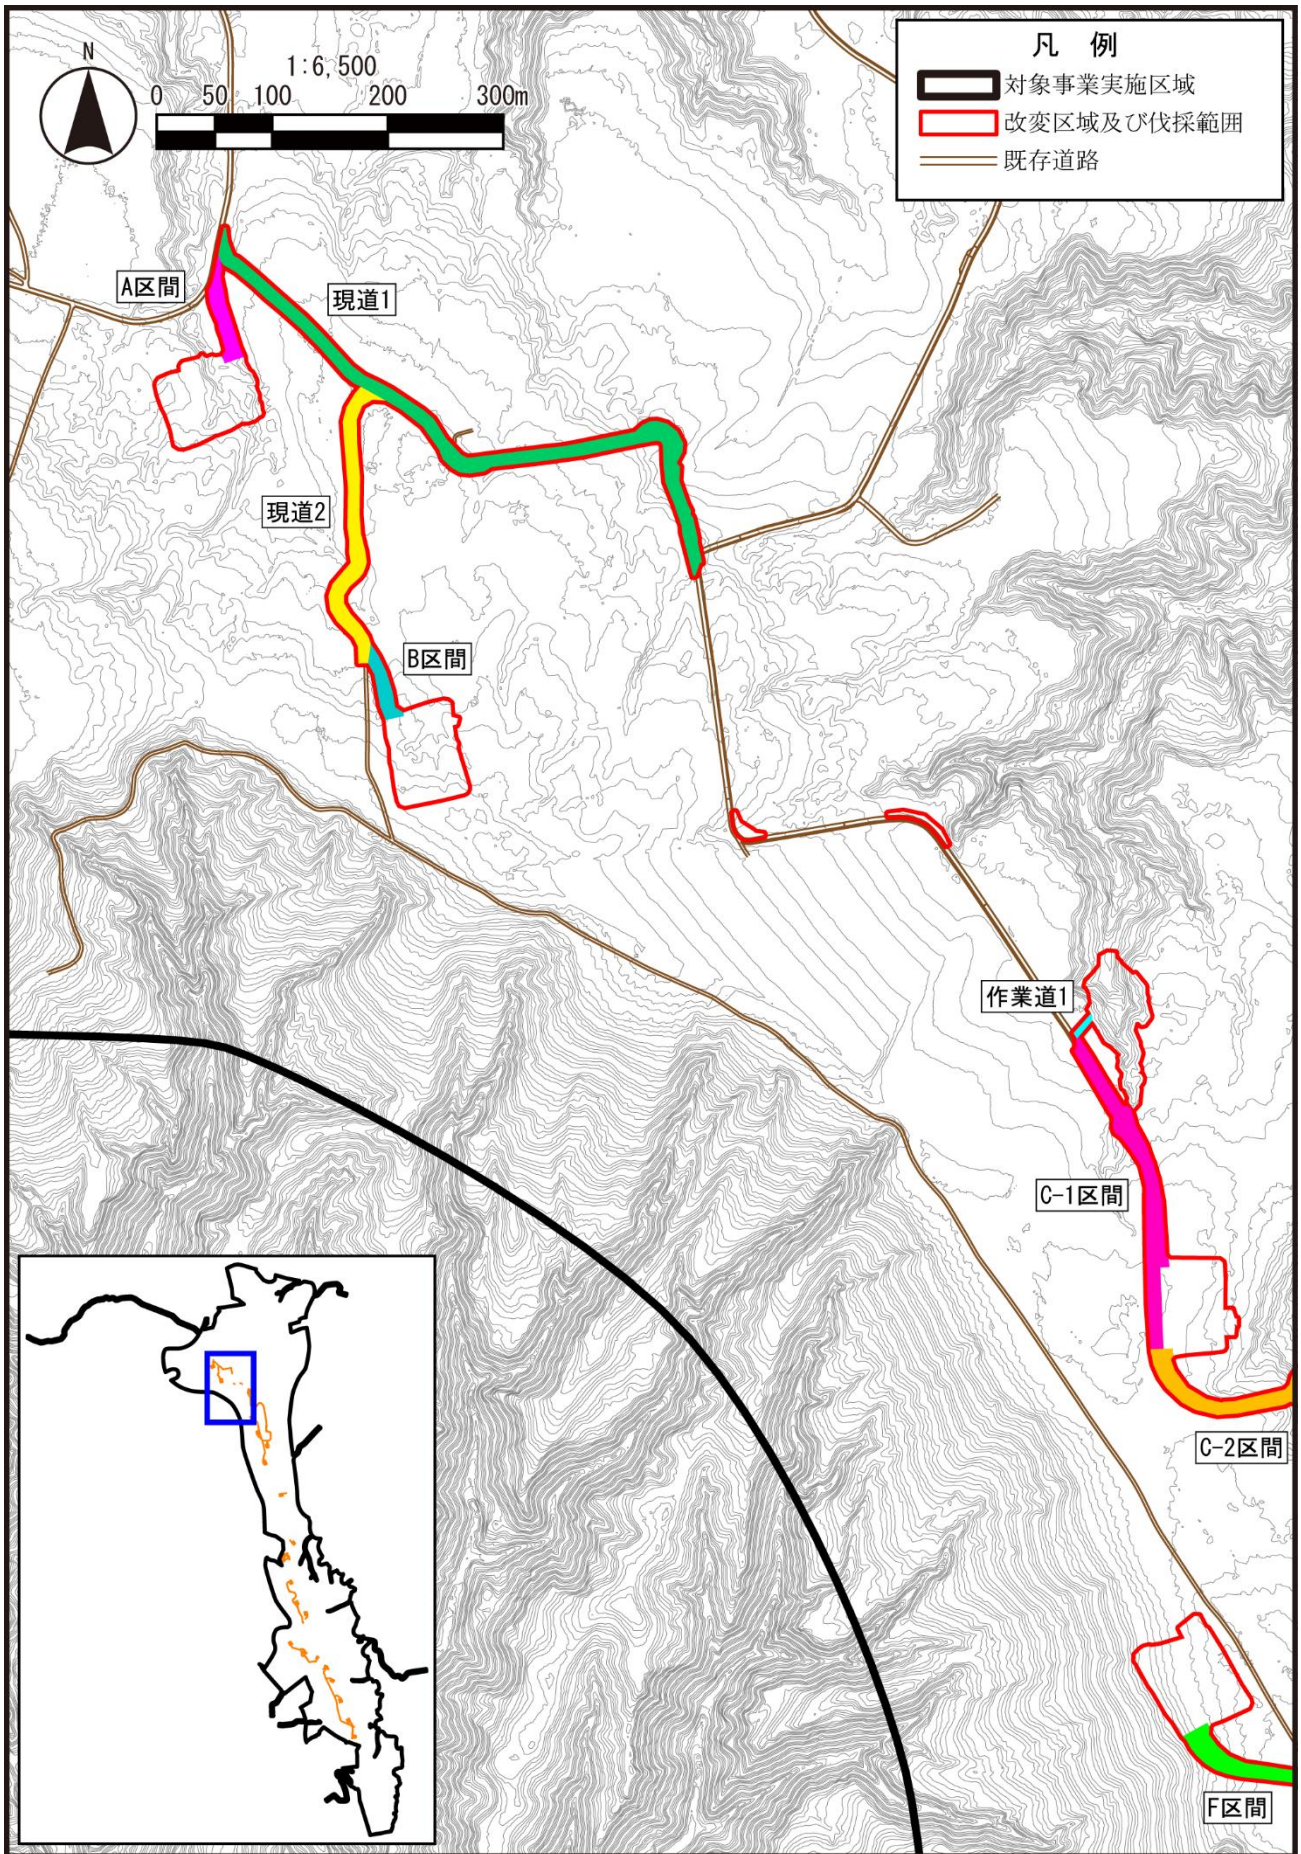 N
1:6,500
0 50 100 200 300m
凡 例
対象事業実施区域
改変区域及び伐採範囲
既存道路
A区間
現道1
現道2
B区間
作業道1
C-1区間
C-2区間
F区間